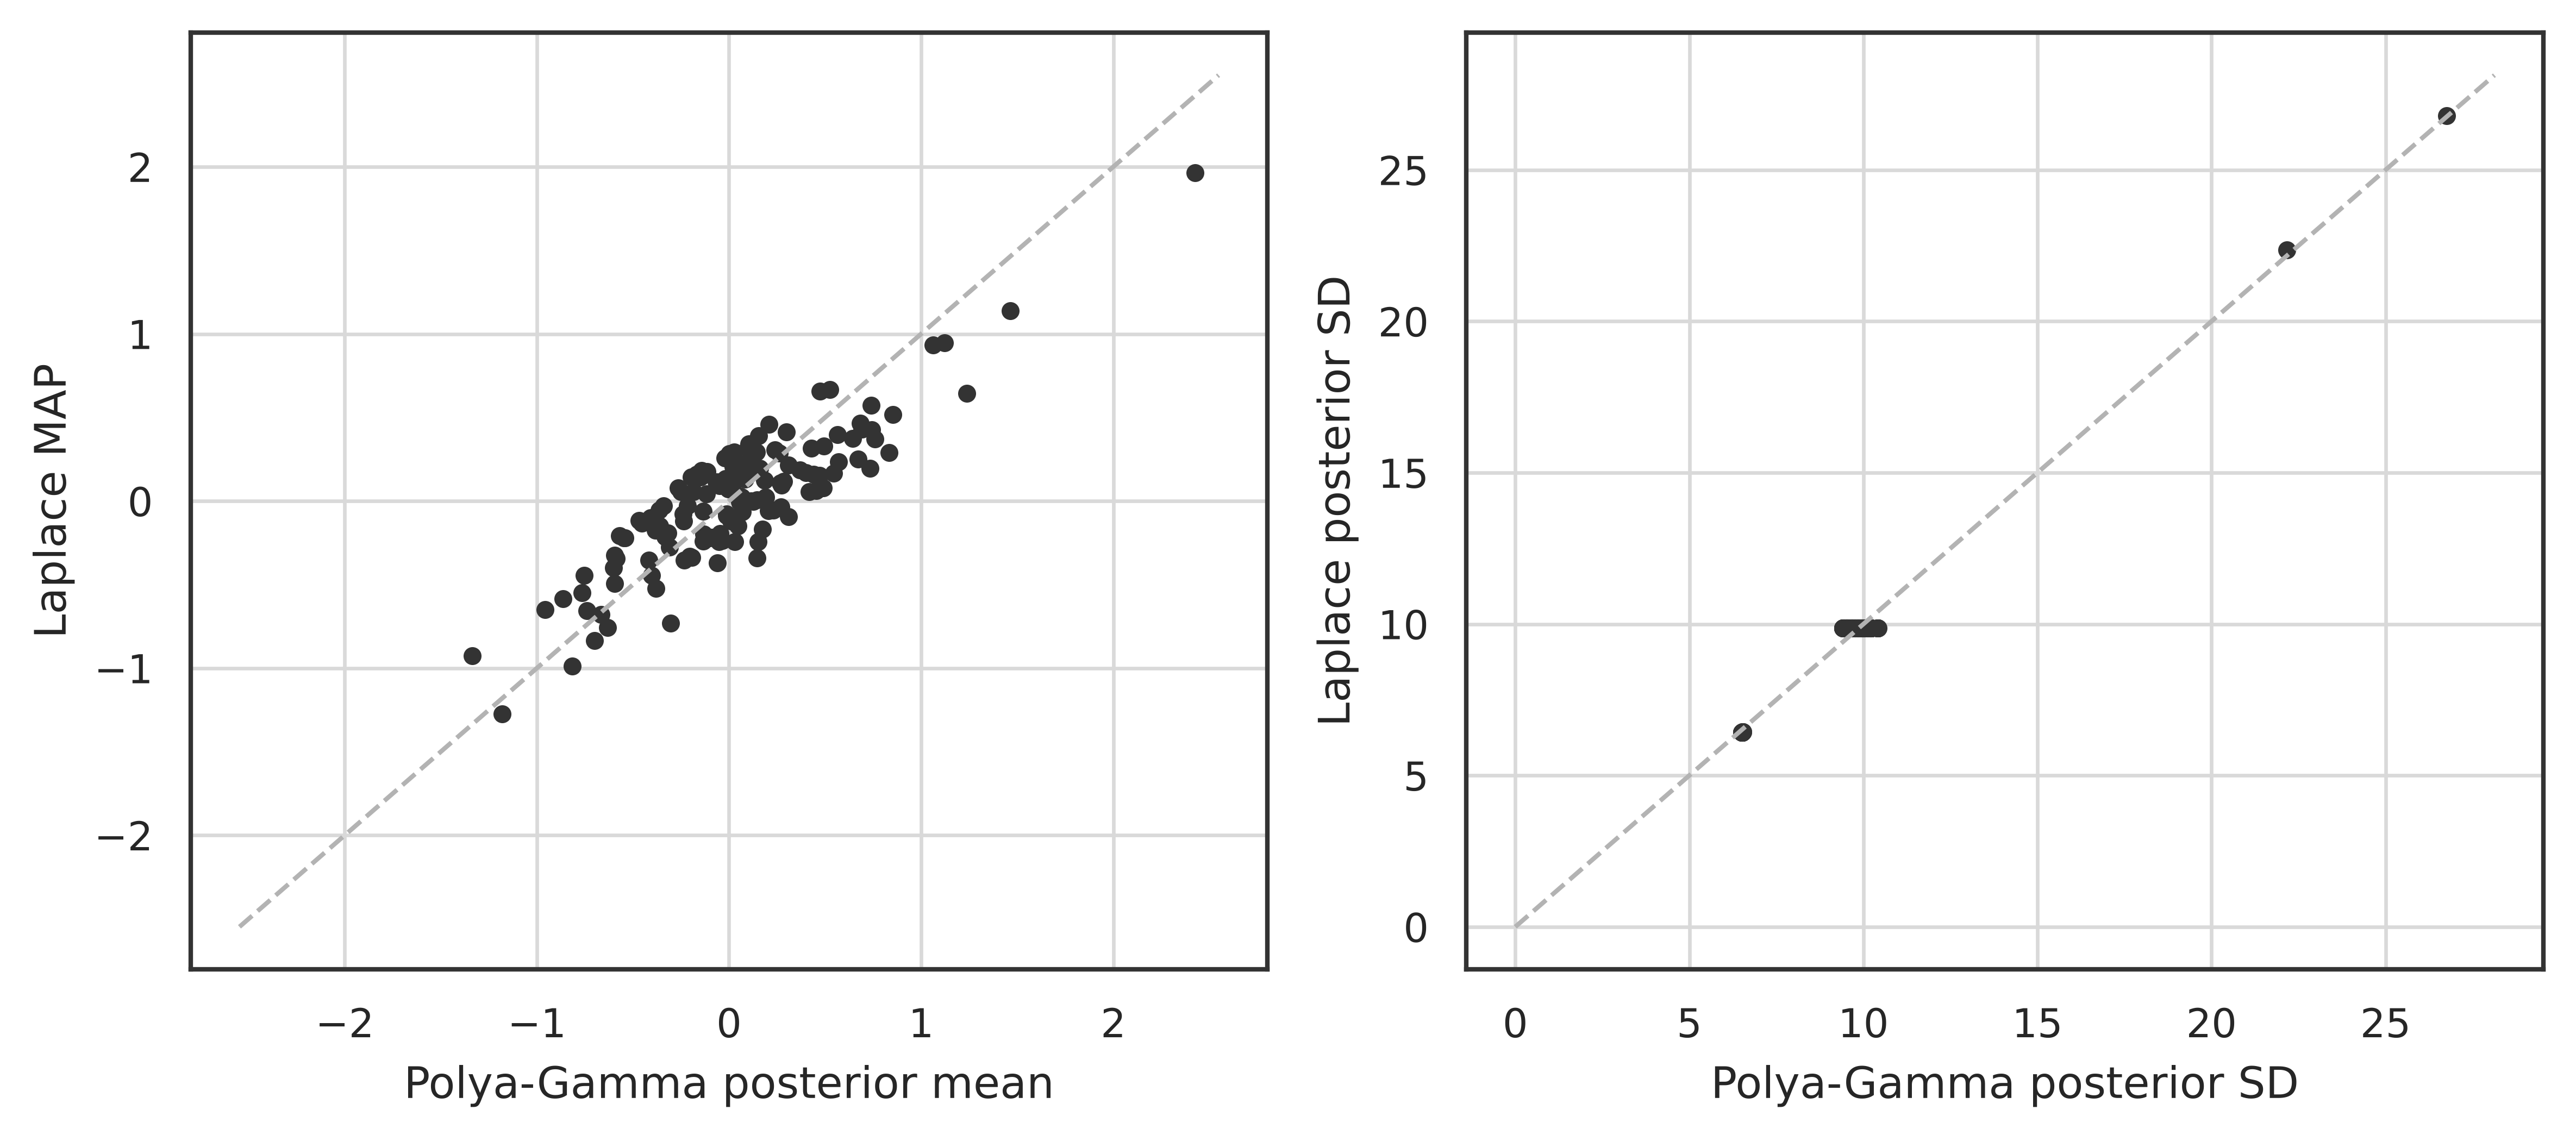 Laplace MAP
2
1
0
−1
−2
−2 −1 0 1 2
Polya-Gamma posterior mean
Laplace posterior SD
25
20
15
10
5
0
0 5 10 15 20 25
Polya-Gamma posterior SD